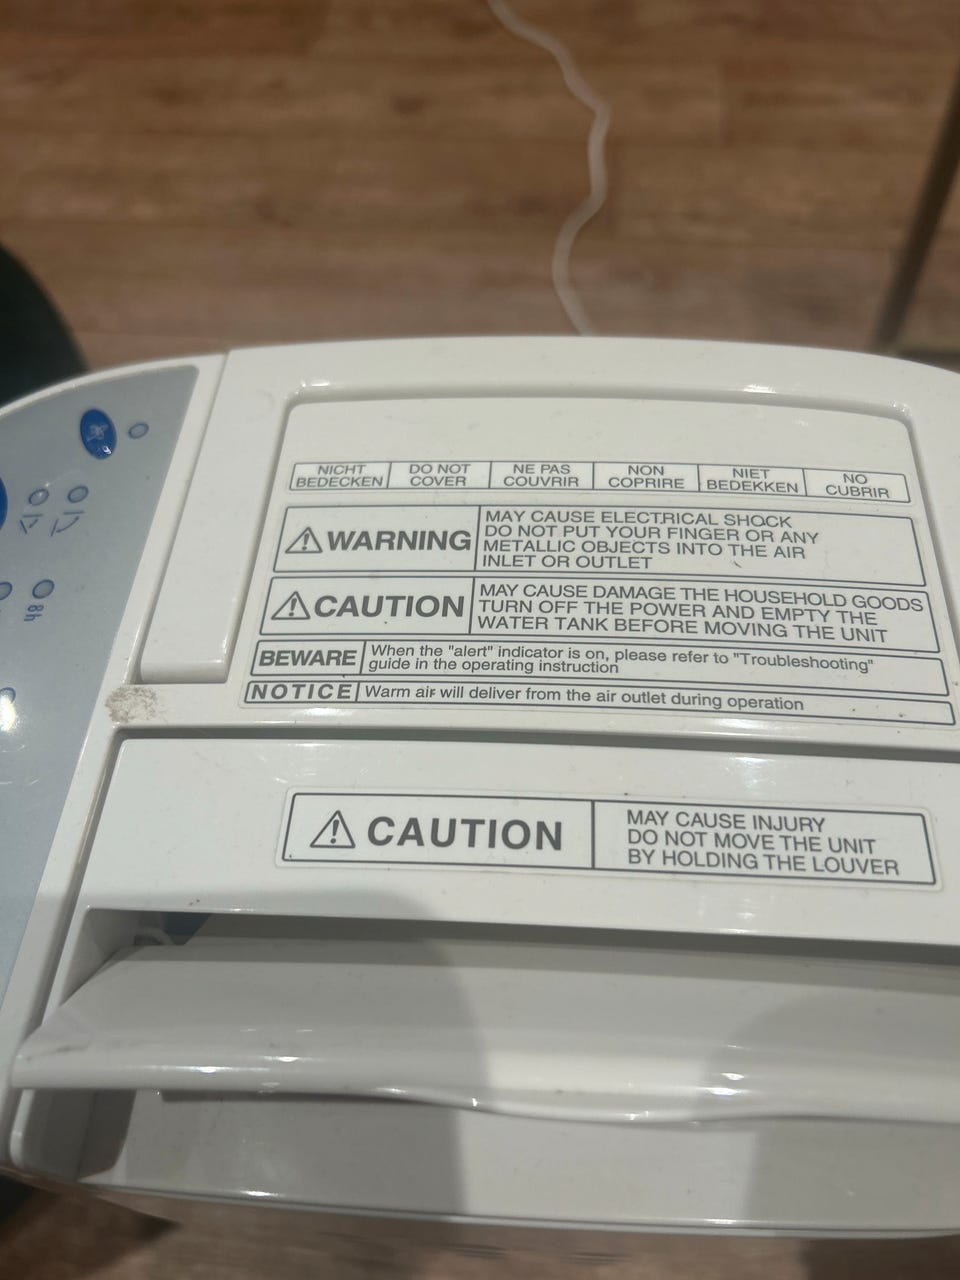 NICHT BEDECKEN
DO NOT COVER
NE PAS COUVRIR
NON COPRIRE
NIET BEDEKKEN
NO CUBRIR
WARNING
MAY CAUSE ELECTRICAL SHOCK
DO NOT PUT YOUR FINGER OR ANY
METALLIC OBJECTS INTO THE AIR
INLET OR OUTLET
CAUTION
MAY CAUSE DAMAGE THE HOUSEHOLD GOODS
TURN OFF THE POWER AND EMPTY THE
WATER TANK BEFORE MOVING THE UNIT
BEWARE
When the "alert" indicator is on, please refer to "Troubleshooting"
guide in the operating instruction
NOTICE
Warm air will deliver from the air outlet during operation
CAUTION
MAY CAUSE INJURY
DO NOT MOVE THE UNIT
BY HOLDING THE LOUVER
8h